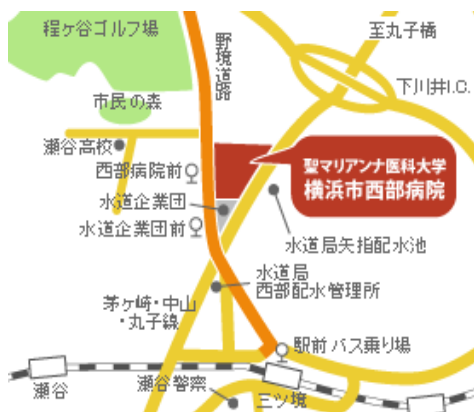 程ヶ谷ゴルフ場
野境道路
至丸子橋
下川井I.C.
市民の森
瀬谷高校
西部病院前
聖マリアンナ医科大学
横浜市西部病院
水道企業団
水道企業団前
水道局矢指配水池
水道局
西部配水管理所
茅ヶ崎・中山
・丸子線
駅前バス乗り場
瀬谷
瀬谷警察
三ツ境